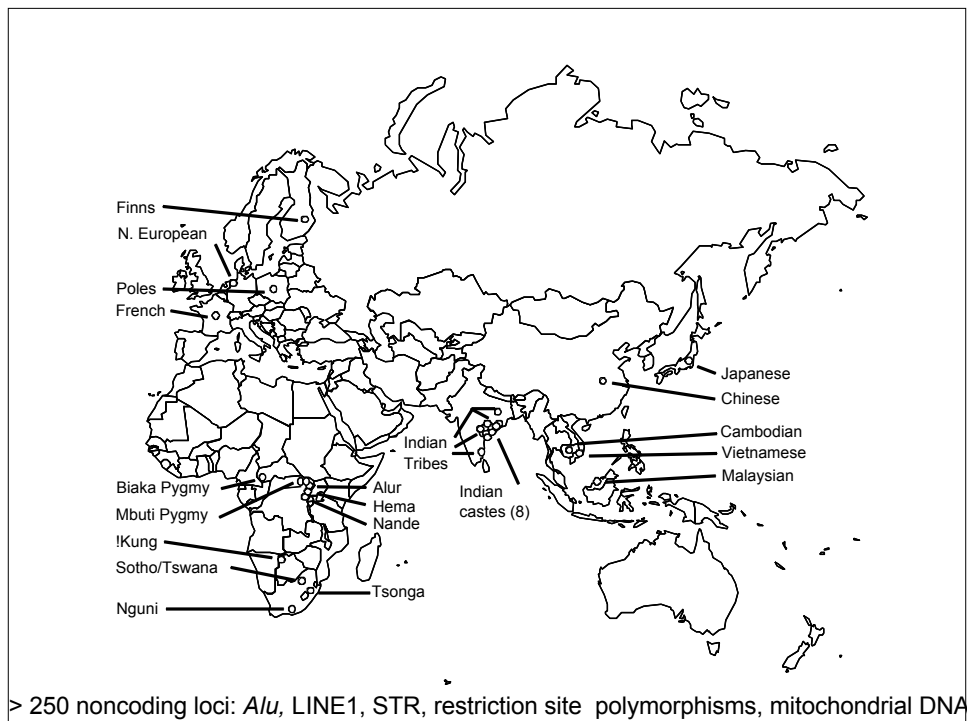 Finns
N. European
Poles
French
Japanese
Chinese
Cambodian
Vietnamese
Malaysian
Indian
Tribes
Indian
castes (8)
Biaka Pygmy
Mbuti Pygmy
Alur
Hema
Nande
!Kung
Sotho/Tswana
Tsonga
Nguni
> 250 noncoding loci: Alu, LINE1, STR, restriction site polymorphisms, mitochondrial DNA